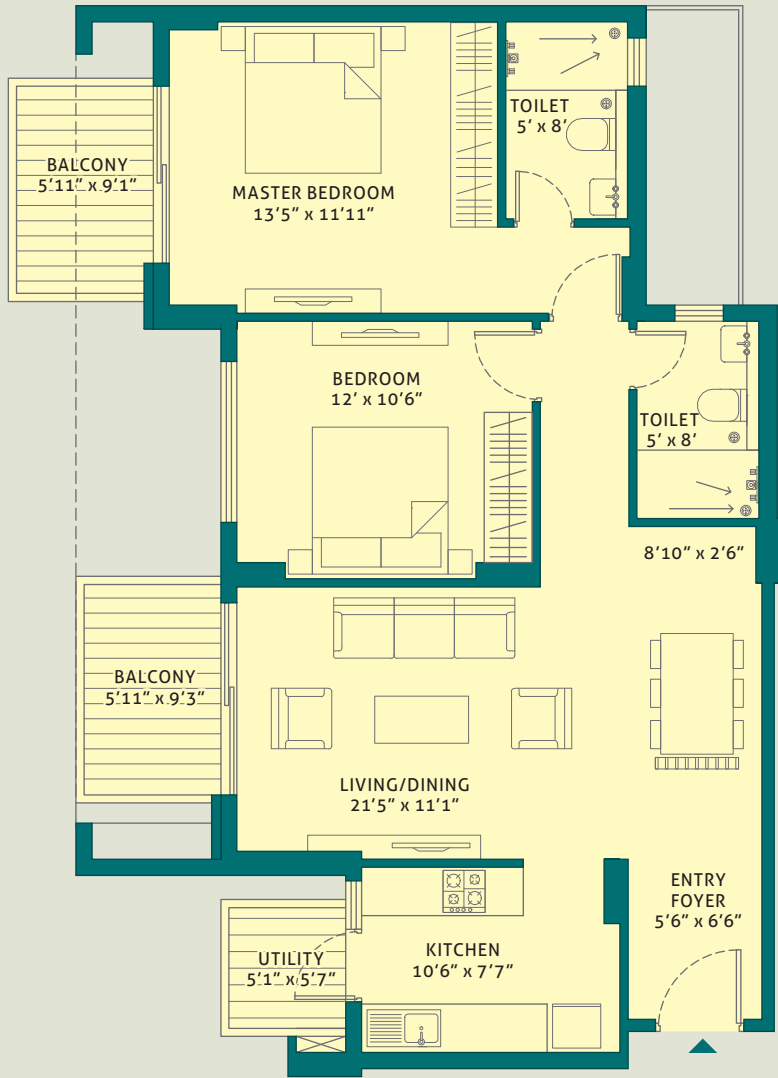 TOILET
5’ x 8’
BALCONY
5’11” x 9’1”
MASTER BEDROOM
13’5” x 11’11”
BEDROOM
12’ x 10’6”
TOILET
5’ x 8’
8’10” x 2’6”
BALCONY
5’11” x 9’3”
LIVING/DINING
21’5” x 11’1”
ENTRY
FOYER
5’6” x 6’6”
UTILITY
5’1” x 5’7”
KITCHEN
10’6” x 7’7”